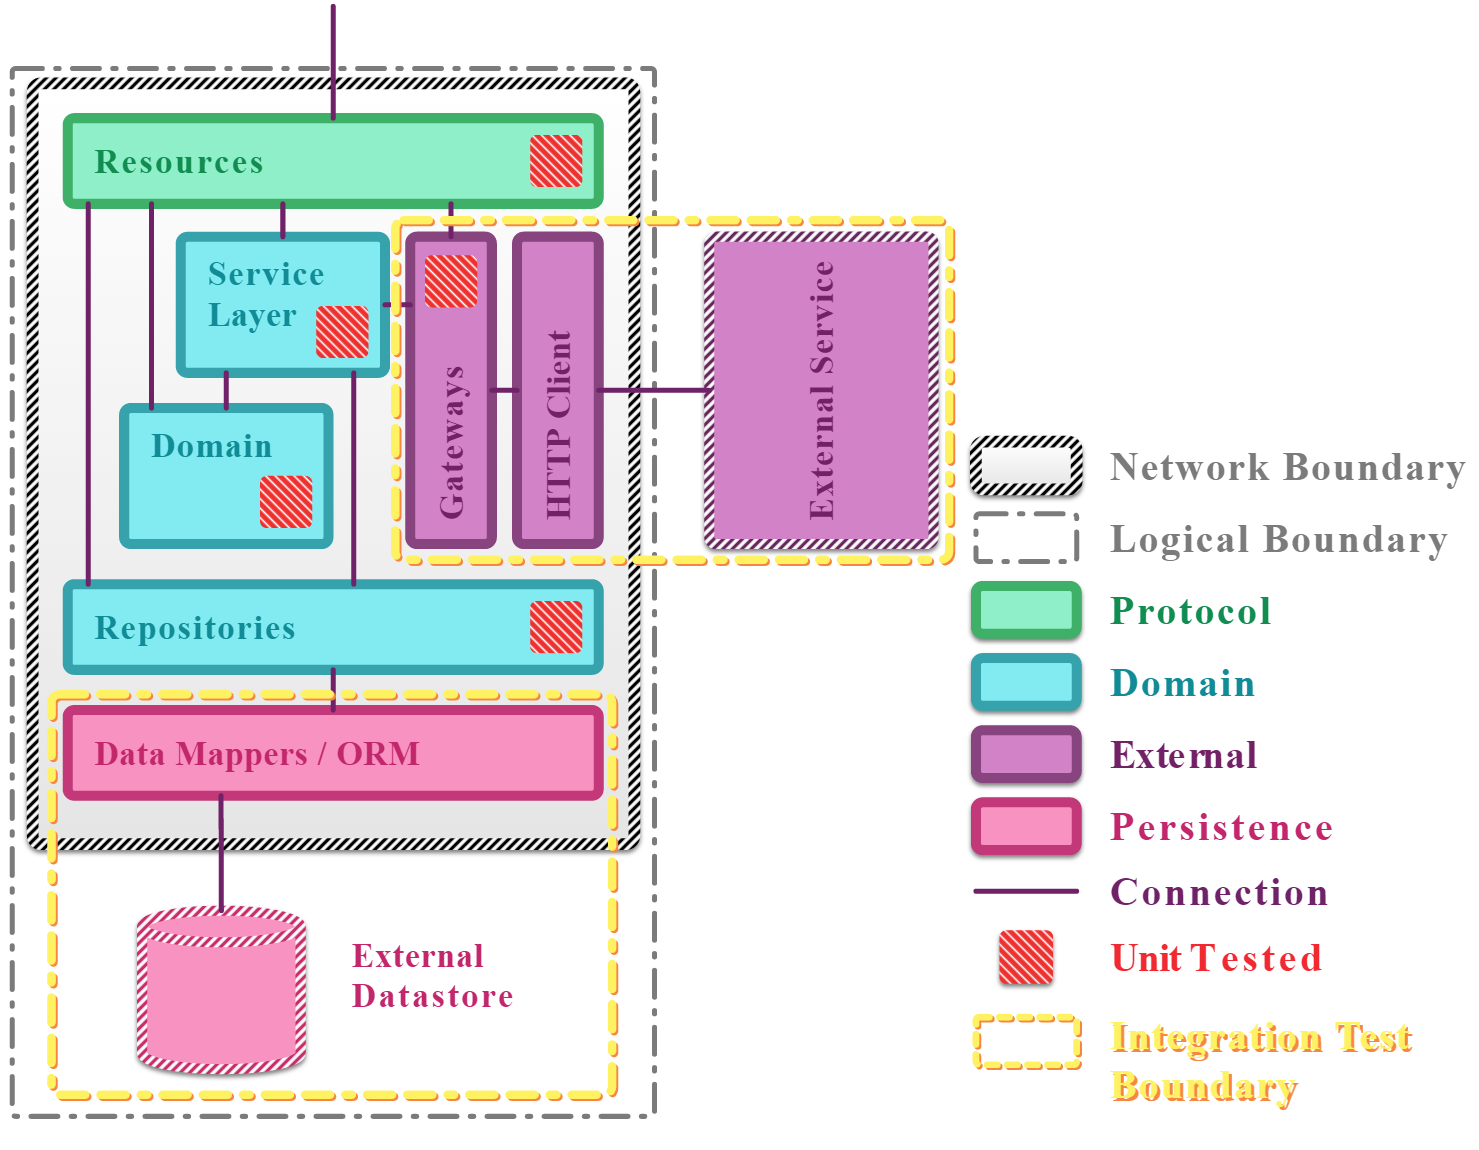 Resources
Service
Layer
Domain
Gateways
HTTP Client
External Service
Repositories
Data Mappers / ORM
External
Datastore
Network Boundary
Logical Boundary
Protocol
Domain
External
Persistence
Connection
Unit Tested
Integration Test
Boundary